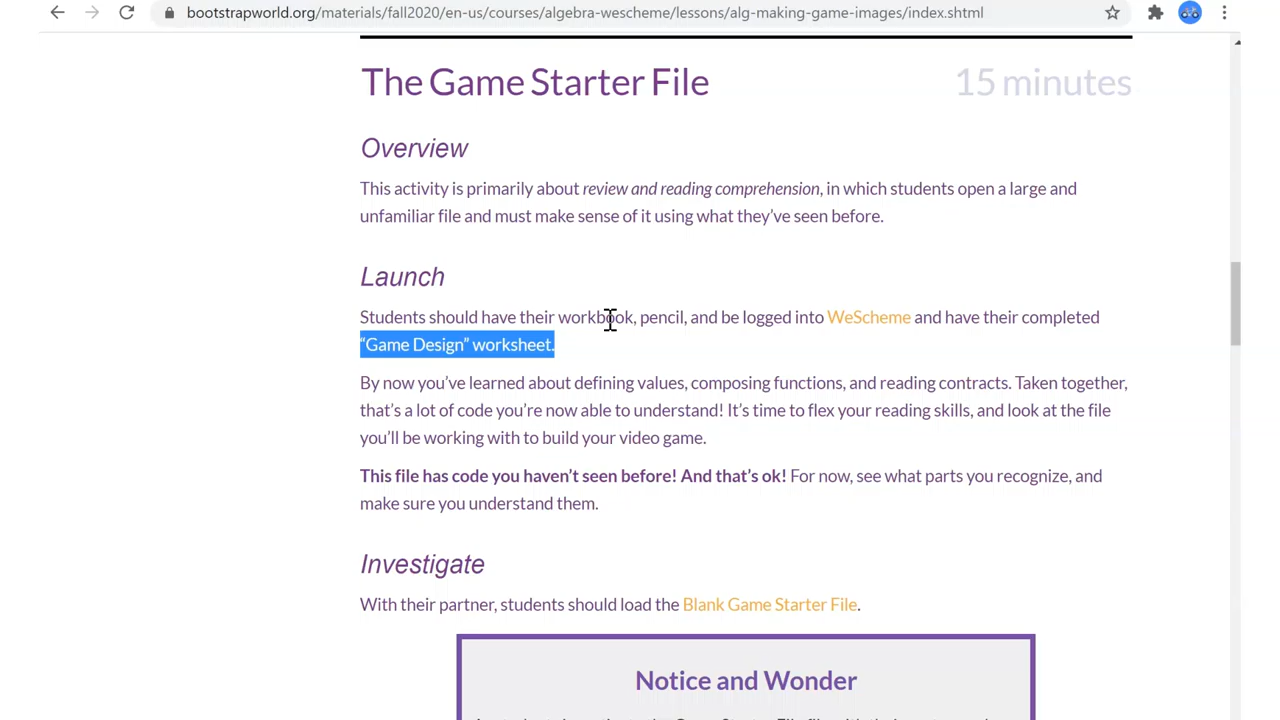 bootstrapworld.org/materials/fall2020/en-us/courses/algebra-wescheme/lessons/alg-making-game-images/index.shtml
The Game Starter File
15 minutes
Overview
This activity is primarily about review and reading comprehension, in which students open a large and
unfamiliar file and must make sense of it using what they’ve seen before.
Launch
Students should have their workbook, pencil, and be logged into WeScheme and have their completed
“Game Design” worksheet.
By now you’ve learned about defining values, composing functions, and reading contracts. Taken together,
that’s a lot of code you’re now able to understand! It’s time to flex your reading skills, and look at the file
you’ll be working with to build your video game.
This file has code you haven’t seen before! And that’s ok! For now, see what parts you recognize, and
make sure you understand them.
Investigate
With their partner, students should load the Blank Game Starter File.
Notice and Wonder